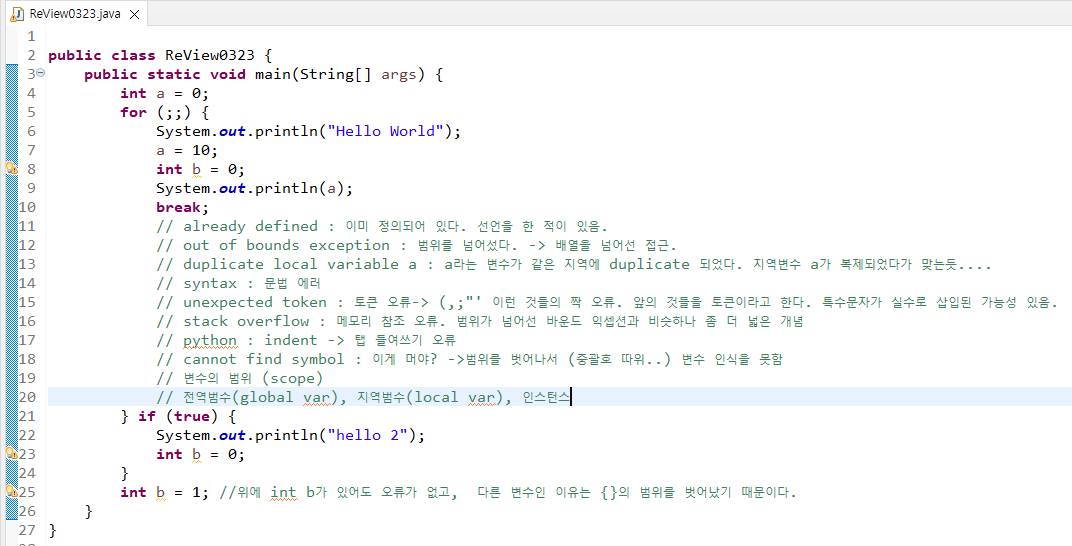 ReView0323.java
1
2 public class ReView0323 {
3 public static void main(String[] args) {
4 int a = 0;
5 for (;;) {
6 System.out.println("Hello World");
7 a = 10;
8 int b = 0;
9 System.out.println(a);
10 break;
11 // already defined : 이미 정의되어 있다. 선언을 한 적이 있음.
12 // out of bounds exception : 범위를 넘어섰다. -> 배열을 넘어선 접근.
13 // duplicate local variable a : a라는 변수가 같은 지역에 duplicate 되었다. 지역변수 a가 복제되었다가 맞는듯....
14 // syntax : 문법 에러
15 // unexpected token : 토큰 오류-> (,;"' 이런 것들의 짝 오류. 앞의 것들을 토큰이라고 한다. 특수문자가 실수로 삽입된 가능성 있음.
16 // stack overflow : 메모리 참조 오류. 범위가 넘어선 바운드 익셉션과 비슷하나 좀 더 넓은 개념
17 // python : indent -> 탭 들여쓰기 오류
18 // cannot find symbol : 이게 머야? ->범위를 벗어나서 (중괄호 따위..) 변수 인식을 못함
19 // 변수의 범위 (scope)
20 // 전역범수(global var), 지역범수(local var), 인스턴스
21 } if (true) {
22 System.out.println("hello 2");
23 int b = 0;
24 }
25 int b = 1; //위에 int b가 있어도 오류가 없고, 다른 변수인 이유는 {}의 범위를 벗어났기 때문이다.
26 }
27 }